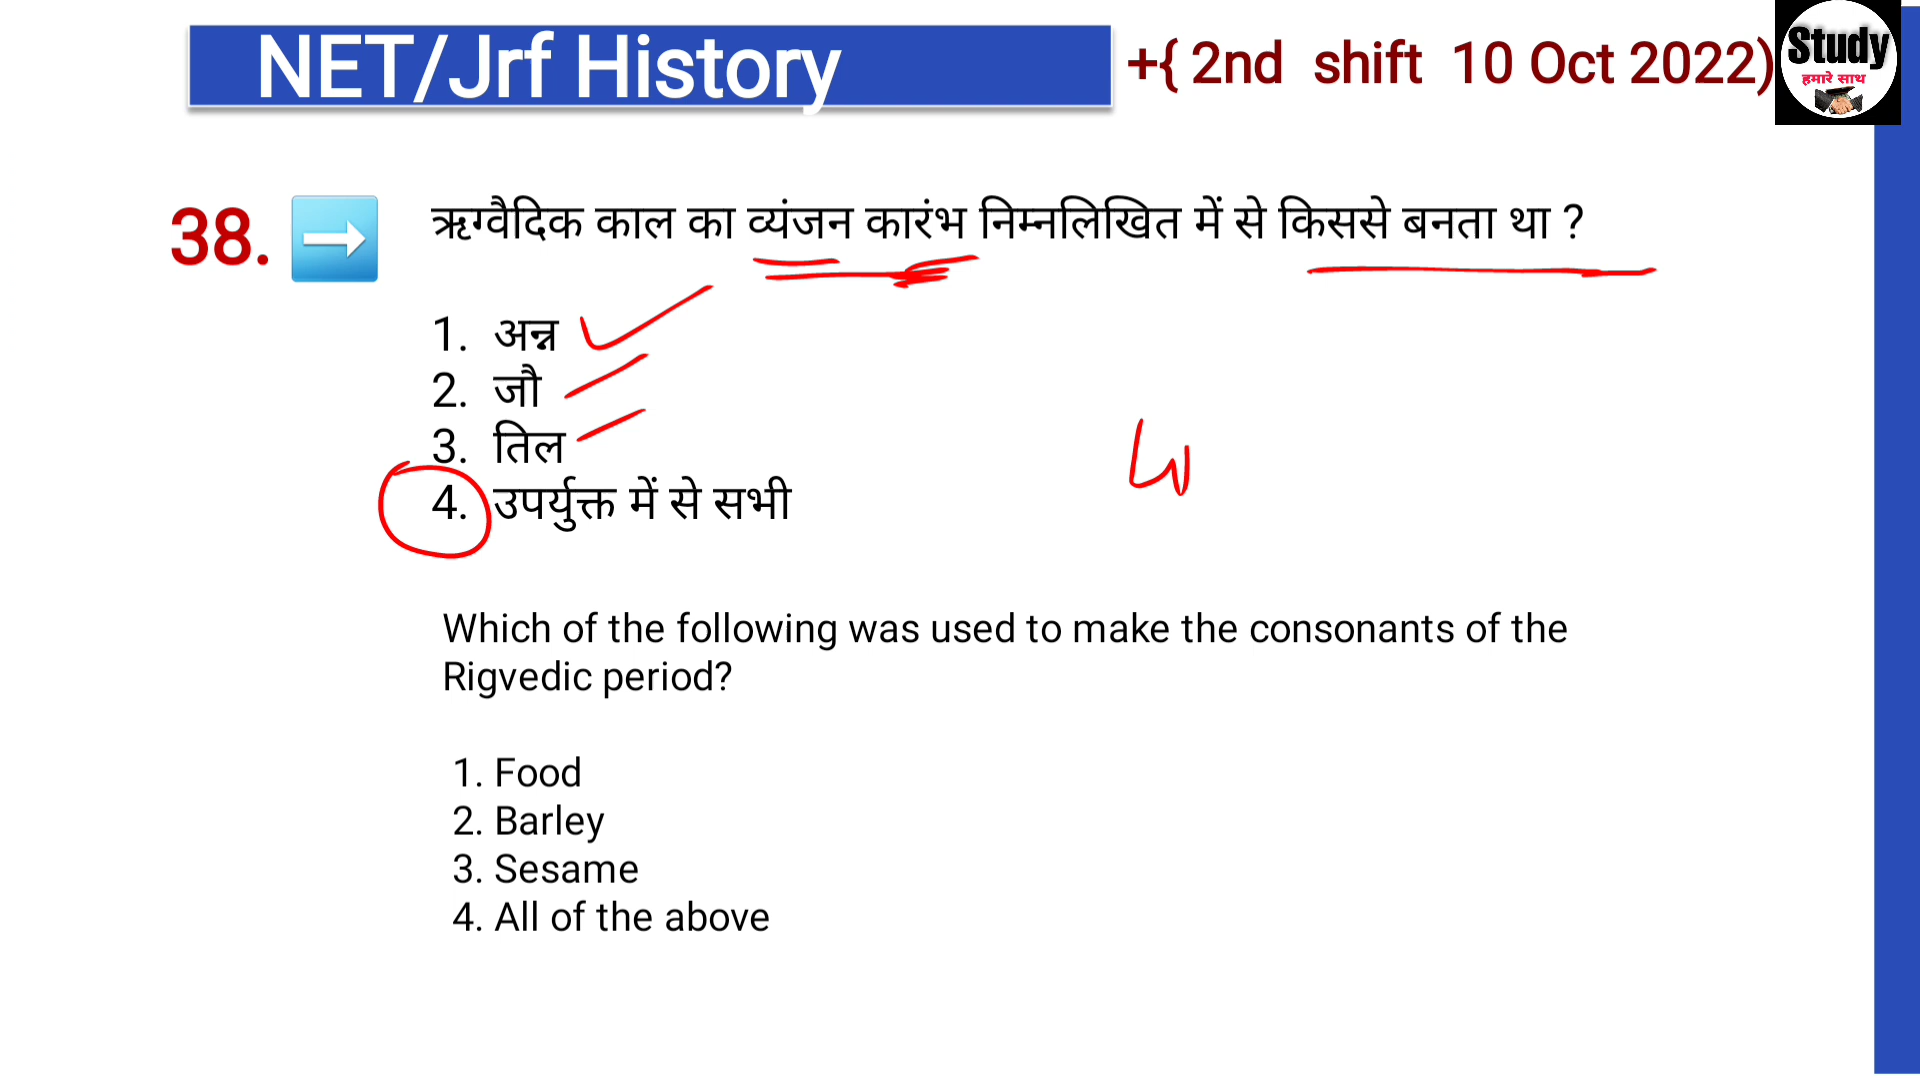 NET/Jrf History
+{ 2nd shift 10 Oct 2022)
Study
हमारे साथ
38.
ऋग्वैदिक काल का व्यंजन कारंभ निम्नलिखित में से किससे बनता था ?
1. अन्न
2. जौ
3. तिल
4. उपर्युक्त में से सभी
Which of the following was used to make the consonants of the
Rigvedic period?
1. Food
2. Barley
3. Sesame
4. All of the above